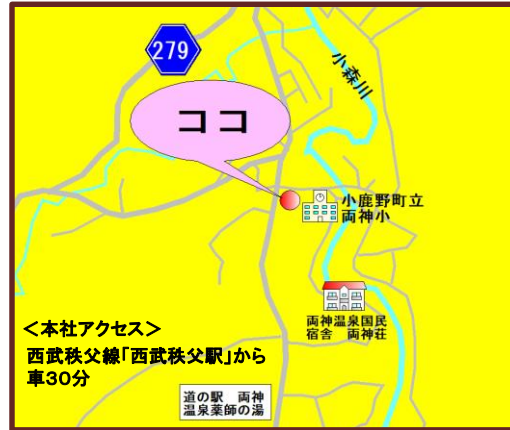 279
小森川
ココ
小鹿野町立
両神小
両神温泉国民
宿舎 両神荘
<本社アクセス>
西武秩父線「西武秩父駅」から
車30分
道の駅 両神
温泉薬師の湯